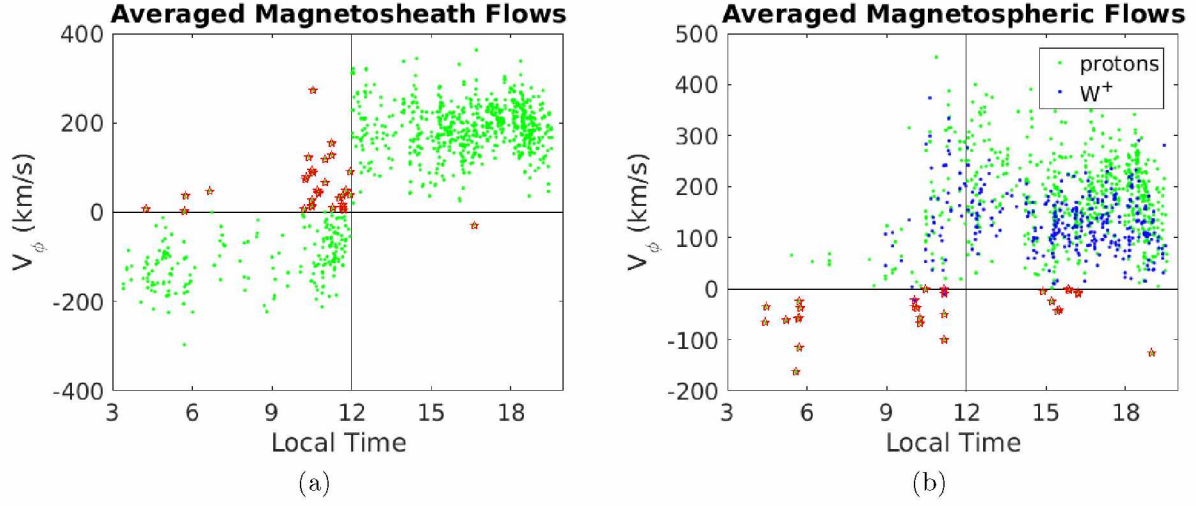 Averaged Magnetosheath Flows
400
200
0
-200
-400
V_ϕ (km/s)
3 6 9 12 15 18
Local Time
(a)
Averaged Magnetospheric Flows
500
400
300
200
100
0
-100
-200
V_ϕ (km/s)
protons
W⁺
3 6 9 12 15 18
Local Time
(b)